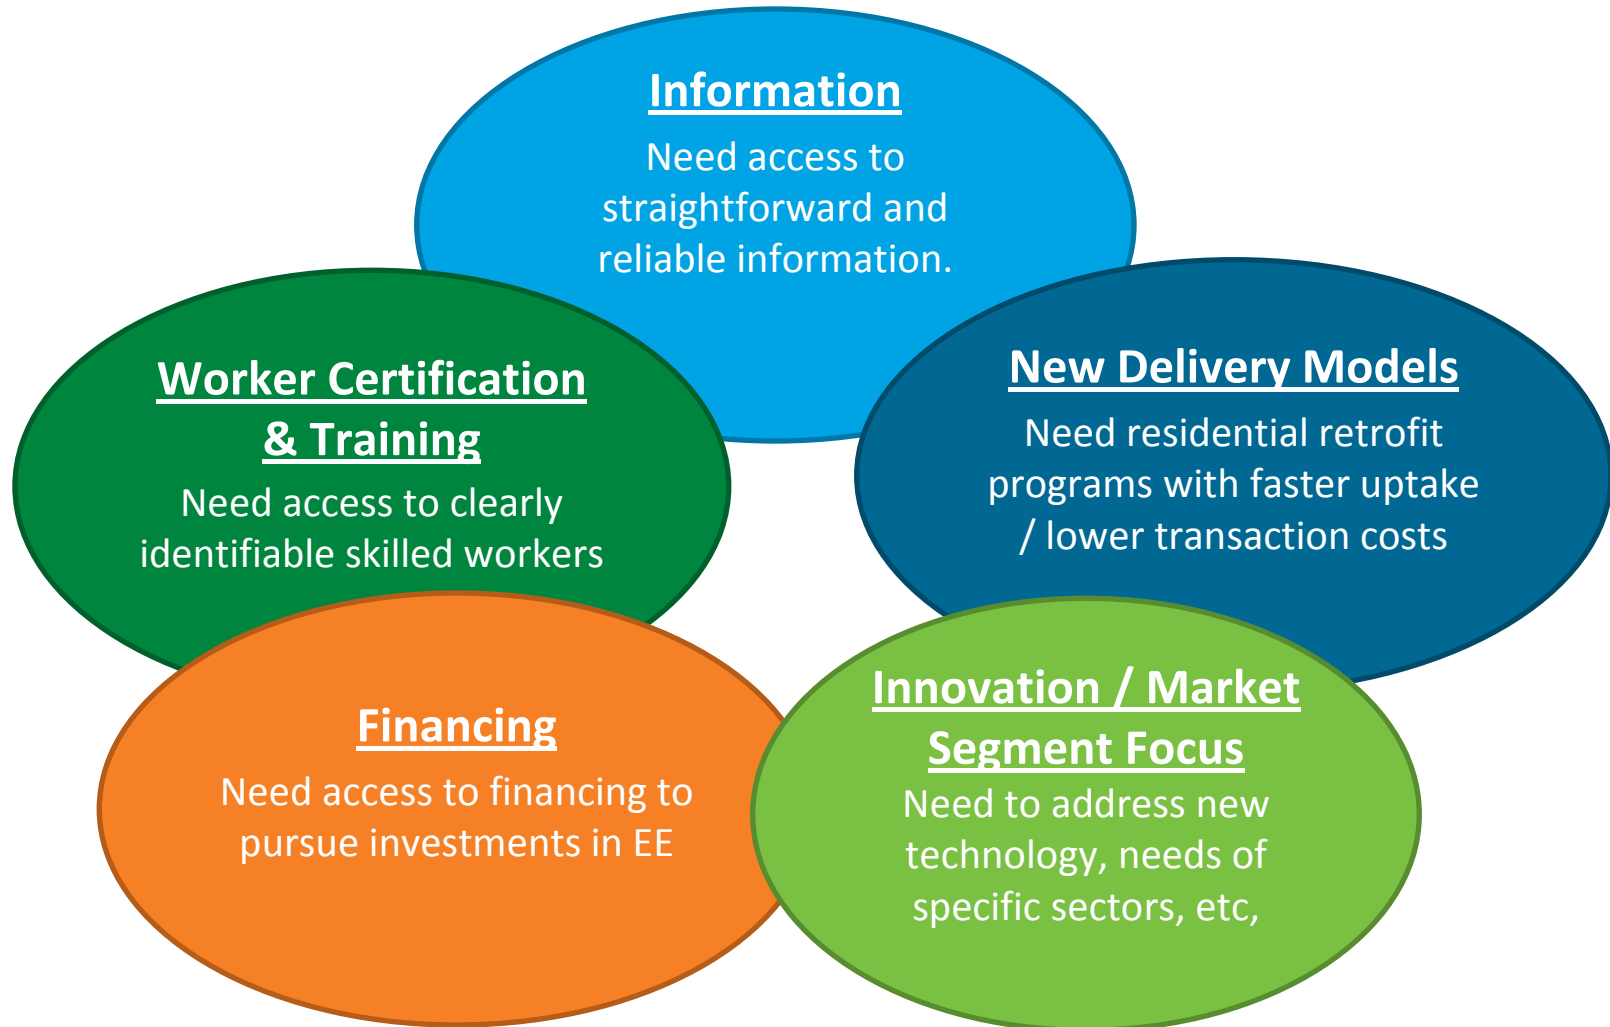 Information
Need access to
straightforward and
reliable information.
Worker Certification
& Training
Need access to clearly
identifiable skilled workers
New Delivery Models
Need residential retrofit
programs with faster uptake
/ lower transaction costs
Financing
Need access to financing to
pursue investments in EE
Innovation / Market
Segment Focus
Need to address new
technology, needs of
specific sectors, etc,